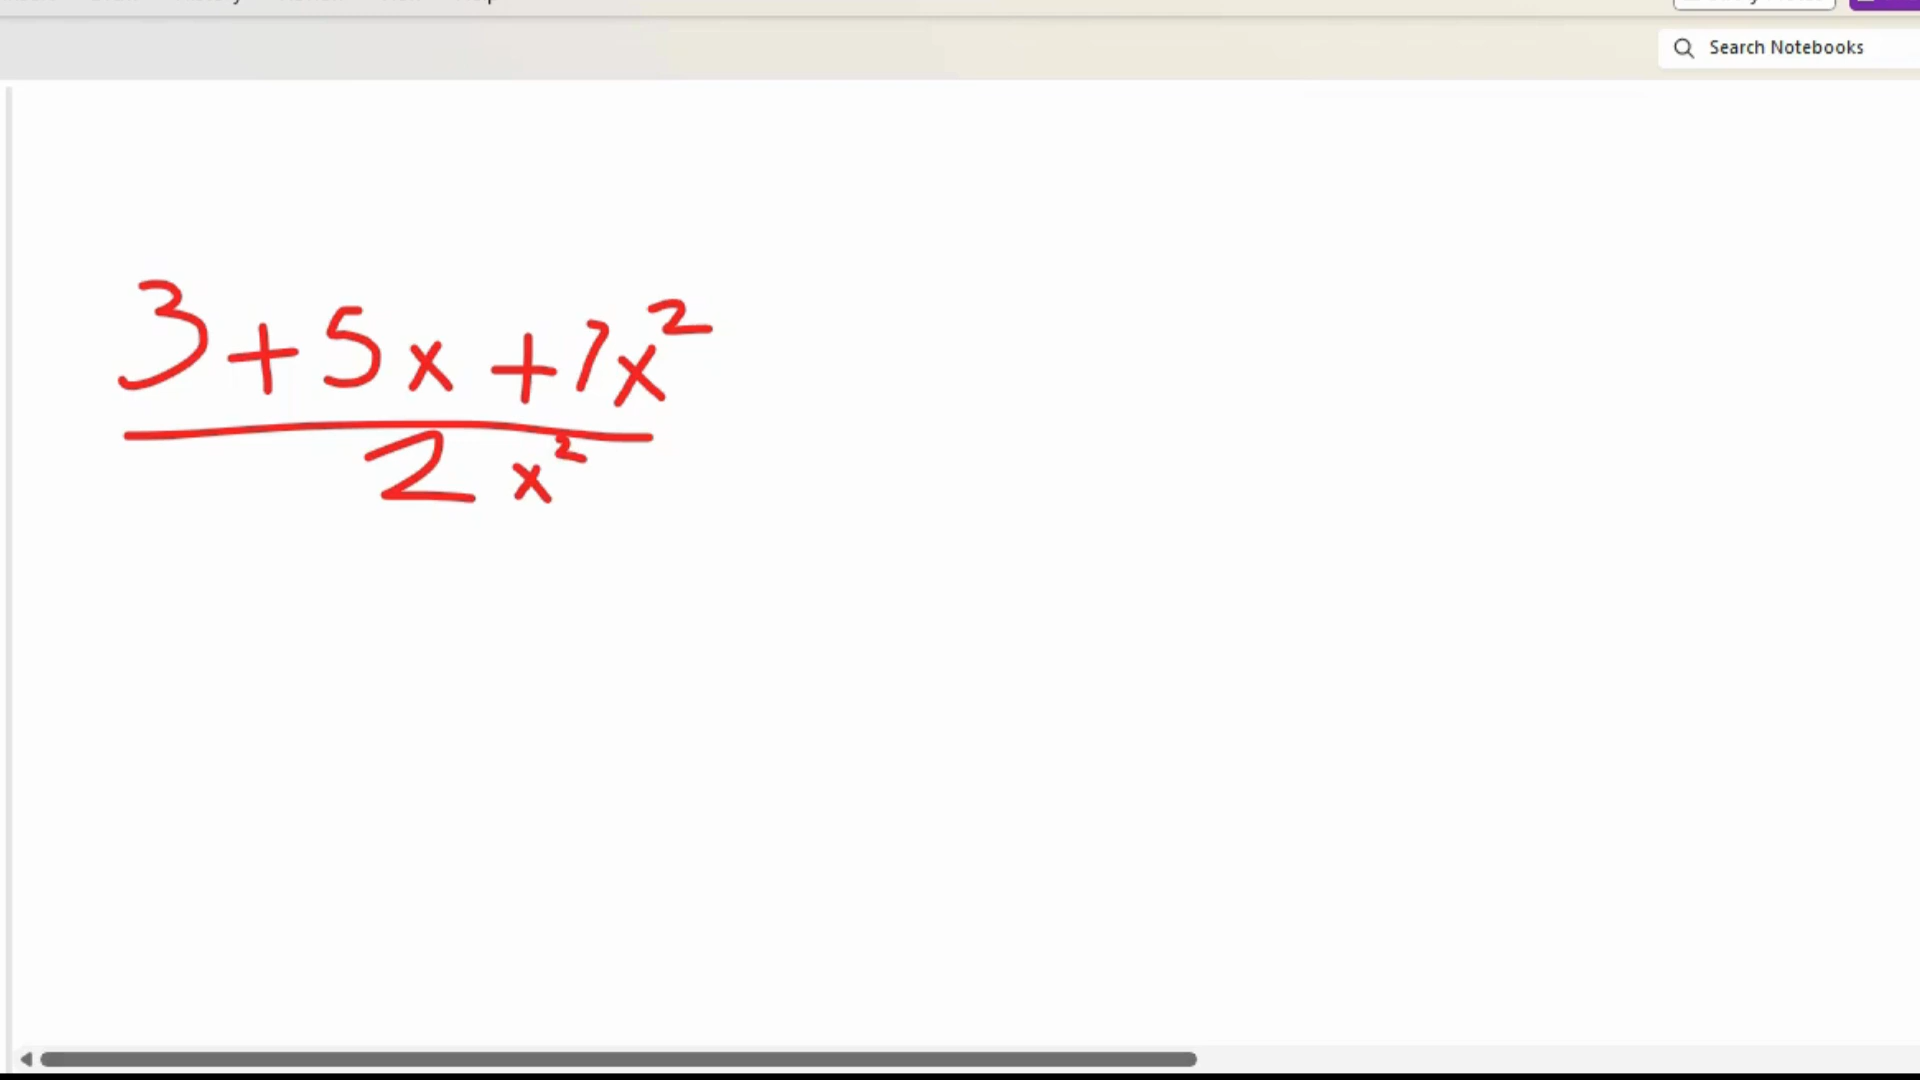 Search Notebooks
3 + 5x + 7x²
2x²